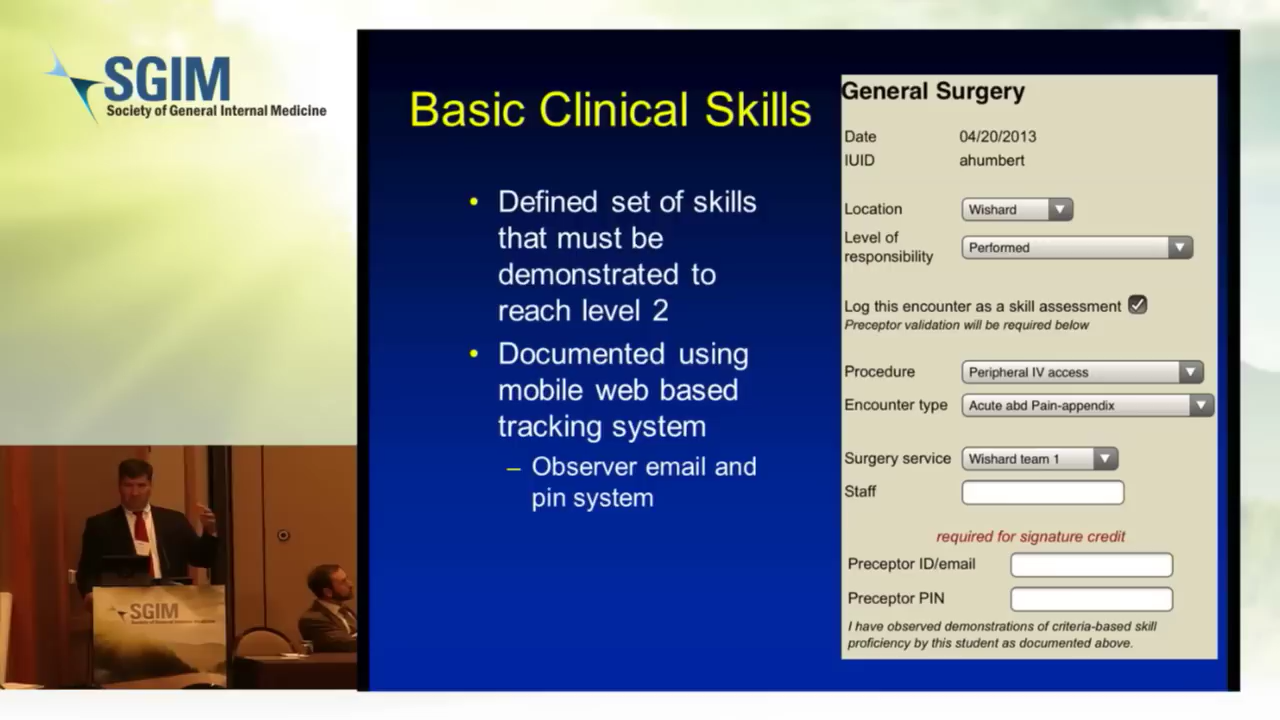 SGIM
Society of General Internal Medicine
Basic Clinical Skills
• Defined set of skills
that must be
demonstrated to
reach level 2
• Documented using
mobile web based
tracking system
– Observer email and
pin system
General Surgery
Date 04/20/2013
IUID ahumbert
Location Wishard
Level of
responsibility Performed
Log this encounter as a skill assessment
Preceptor validation will be required below
Procedure Peripheral IV access
Encounter type Acute abd Pain-appendix
Surgery service Wishard team 1
Staff
required for signature credit
Preceptor ID/email
Preceptor PIN
I have observed demonstrations of criteria-based skill
proficiency by this student as documented above.
SGIM
Society of General Internal Medicine